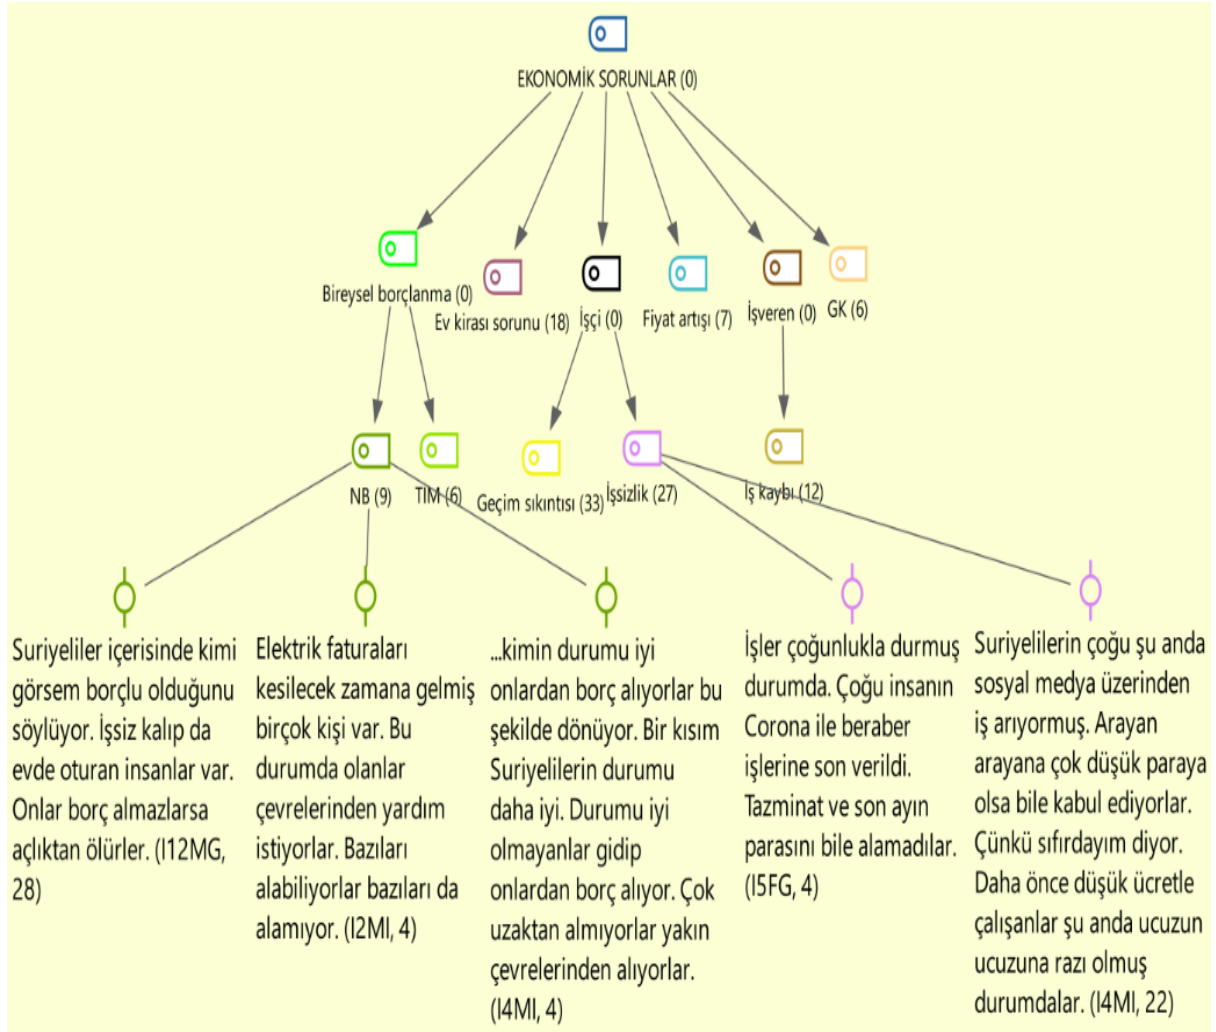 EKONOMİK SORUNLAR (0)
Bireysel borçlanma (0)
Ev kirası sorunu (18)
İşçi (0)
Fiyat artışı (7)
İşveren (0)
GK (6)
NB (9)
TIM (6)
Geçim sıkıntısı (33)
İşsizlik (27)
İş kaybı (12)
Suriyeliler içerisinde kimi
görsem borçlu olduğunu
söylüyor. İşsiz kalıp da
evde oturan insanlar var.
Onlar borç almazlarsa
açlıktan ölürler. (I12MG,
28)
Elektrik faturaları
kesilecek zamana gelmiş
birçok kişi var. Bu
durumda olanlar
çevrelerinden yardım
istiyorlar. Bazıları
alabiliyorlar bazıları da
alamıyor. (I2MI, 4)
...kimin durumu iyi
onlardan borç alıyorlar bu
şekilde dönüyor. Bir kısım
Suriyelilerin durumu
daha iyi. Durumu iyi
olmayanlar gidip
onlardan borç alıyor. Çok
uzaktan almıyorlar yakın
çevrelerinden alıyorlar.
(I4MI, 4)
İşler çoğunlukla durmuş
durumda. Çoğu insanın
Corona ile beraber
işlerine son verildi.
Tazminat ve son ayın
parasını bile alamadılar.
(I5FG, 4)
Suriyelilerin çoğu şu anda
sosyal medya üzerinden
iş arıyormuş. Arayan
arayana çok düşük paraya
olsa bile kabul ediyorlar.
Çünkü sıfırdayım diyor.
Daha önce düşük ücretle
çalışanlar şu anda ucuzun
ucuzuna razı olmuş
durumdalar. (I4MI, 22)